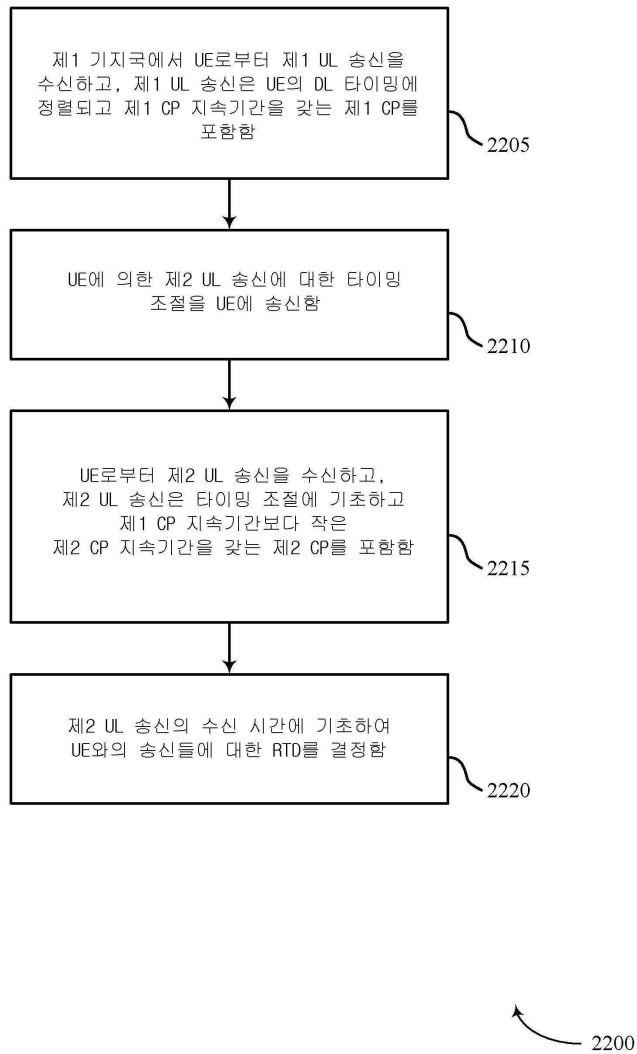 제1 기지국에서 UE로부터 제1 UL 송신을
수신하고, 제1 UL 송신은 UE의 DL 타이밍에
정렬되고 제1 CP 지속기간을 갖는 제1 CP를
포함함
2205
UE에 의한 제2 UL 송신에 대한 타이밍
조절을 UE에 송신함
2210
UE로부터 제2 UL 송신을 수신하고,
제2 UL 송신은 타이밍 조절에 기초하고
제1 CP 지속기간보다 작은
제2 CP 지속기간을 갖는 제2 CP를 포함함
2215
제2 UL 송신의 수신 시간에 기초하여
UE와의 송신들에 대한 RTD를 결정함
2220
2200